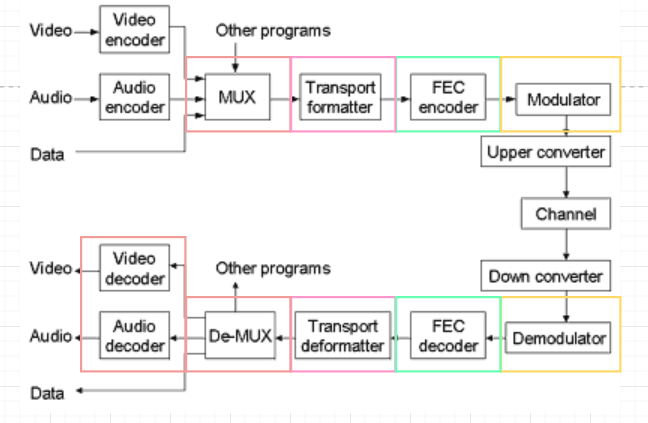 Video
Video
encoder
Other programs
Audio
Audio
encoder
MUX
Transport
formatter
FEC
encoder
Modulator
Data
Upper converter
Channel
Down converter
Video
Video
decoder
Other programs
Audio
Audio
decoder
De-MUX
Transport
deformatter
FEC
decoder
Demodulator
Data